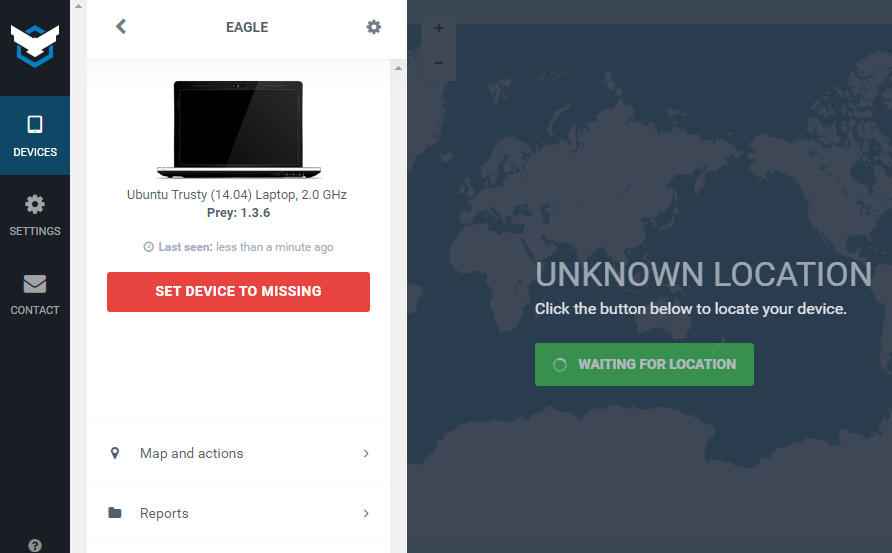 DEVICES
SETTINGS
CONTACT
EAGLE
Ubuntu Trusty (14.04) Laptop, 2.0 GHz
Prey: 1.3.6
Last seen: less than a minute ago
SET DEVICE TO MISSING
Map and actions
Reports
+
−
UNKNOWN LOCATION
Click the button below to locate your device.
WAITING FOR LOCATION